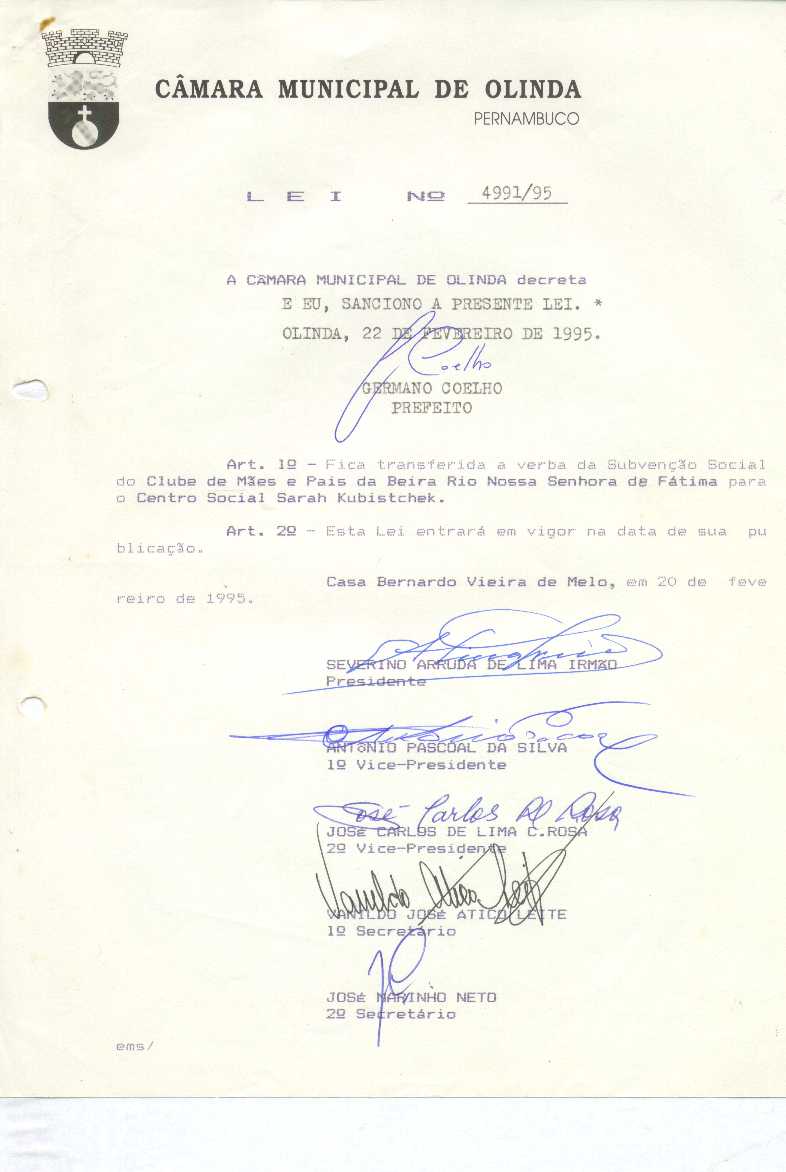 CÂMARA MUNICIPAL DE OLINDA
PERNAMBUCO
L E I Nº 4991/95
A CÂMARA MUNICIPAL DE OLINDA decreta
E EU, SANCIONO A PRESENTE LEI. *
OLINDA, 22 DE FEVEREIRO DE 1995.
Coelho
GERMANO COELHO
PREFEITO
Art. 1º - Fica transferida a verba da Subvenção Social
do Clube de Mães e Pais da Beira Rio Nossa Senhora de Fátima para
o Centro Social Sarah Kubistchek.
Art. 2º - Esta Lei entrará em vigor na data de sua pu
blicação.
Casa Bernardo Vieira de Melo, em 20 de feve
reiro de 1995.
SEVERINO ARRUDA DE LIMA IRMÃO
Presidente
ANTÔNIO PASCOAL DA SILVA
1º Vice-Presidente
José Carlos
JOSÉ CARLOS DE LIMA C.ROSA
2º Vice-Presidente
Vanildo
VANILDO JOSÉ ATICO LEITE
1º Secretário
JOSÉ MARINHO NETO
2º Secretário
ems/